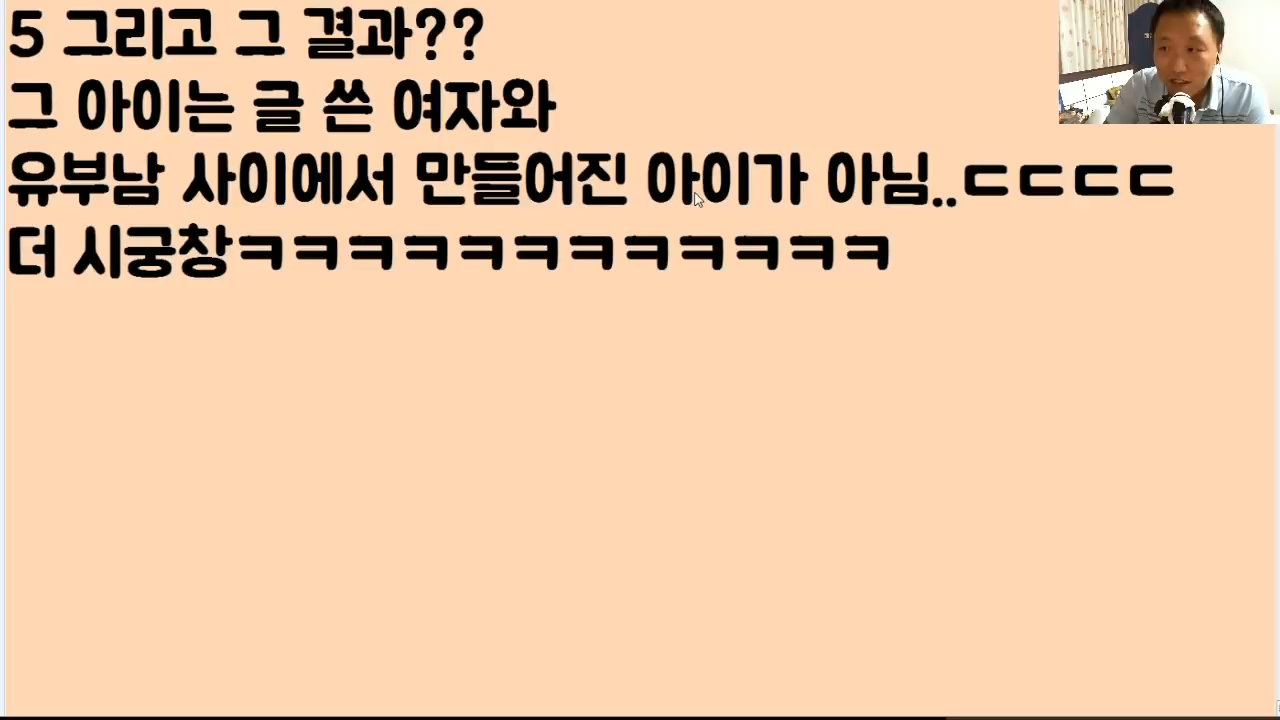 5 그리고 그 결과??
그 아이는 글 쓴 여자와
유부남 사이에서 만들어진 아이가 아님..ㄷㄷㄷㄷ
더 시궁창ㅋㅋㅋㅋㅋㅋㅋㅋㅋㅋㅋㅋ